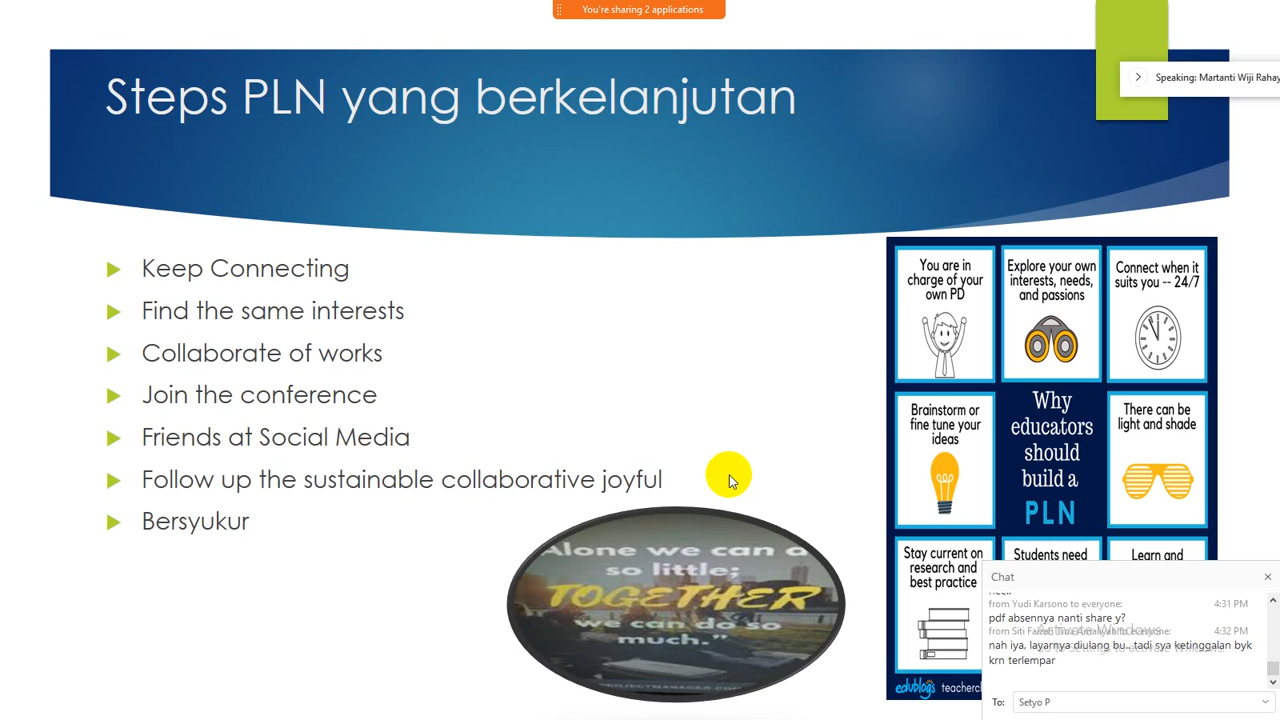 You're sharing 2 applications
Speaking: Martanti Wiji Rahay
Steps PLN yang berkelanjutan
Keep Connecting
Find the same interests
Collaborate of works
Join the conference
Friends at Social Media
Follow up the sustainable collaborative joyful
Bersyukur
Alone we can d
so little;
TOGETHER
we can do so
much."
You are in
charge of your
own PD
Explore your own
interests, needs,
and passions
Connect when it
suits you -- 24/7
Brainstorm or
fine tune your
ideas
Why
educators
should
build a
PLN
There can be
light and shade
Stay current on
research and
best practice
Students need
Learn and
edublogs
Chat
from Yudi Karsono to everyone:
4:31 PM
pdf absennya nanti share y?
from Siti
to everyone:
4:32 PM
Activate Windows
nah iya, layarnya diulang bu.. tadi sya ketinggalan byk
krn terlempar
To:
Setyo P